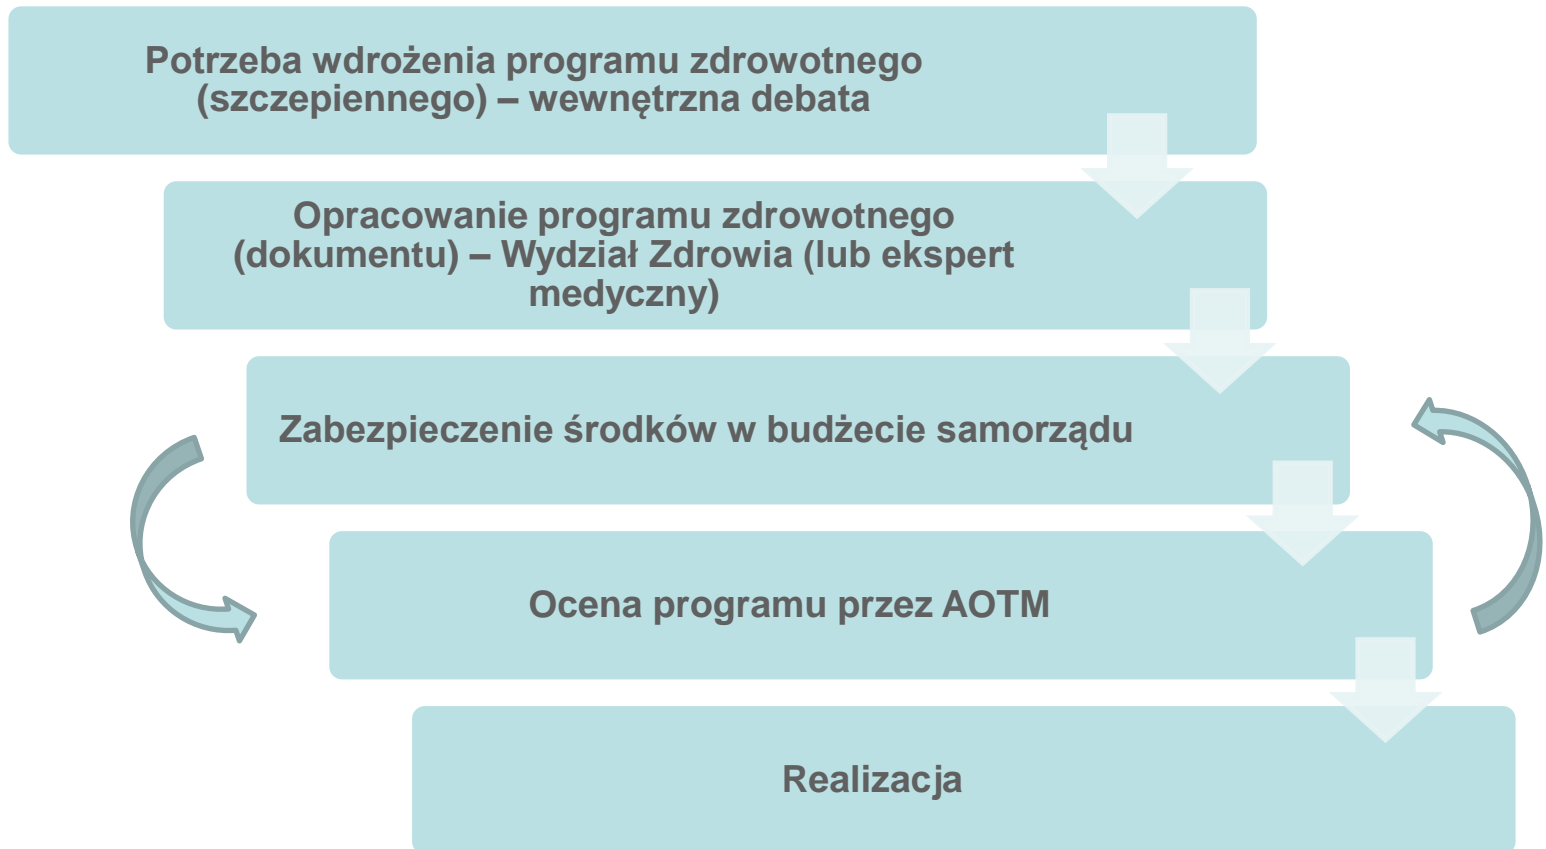 Potrzeba wdrożenia programu zdrowotnego
(szczepiennego) – wewnętrzna debata
Opracowanie programu zdrowotnego
(dokumentu) – Wydział Zdrowia (lub ekspert
medyczny)
Zabezpieczenie środków w budżecie samorządu
Ocena programu przez AOTM
Realizacja